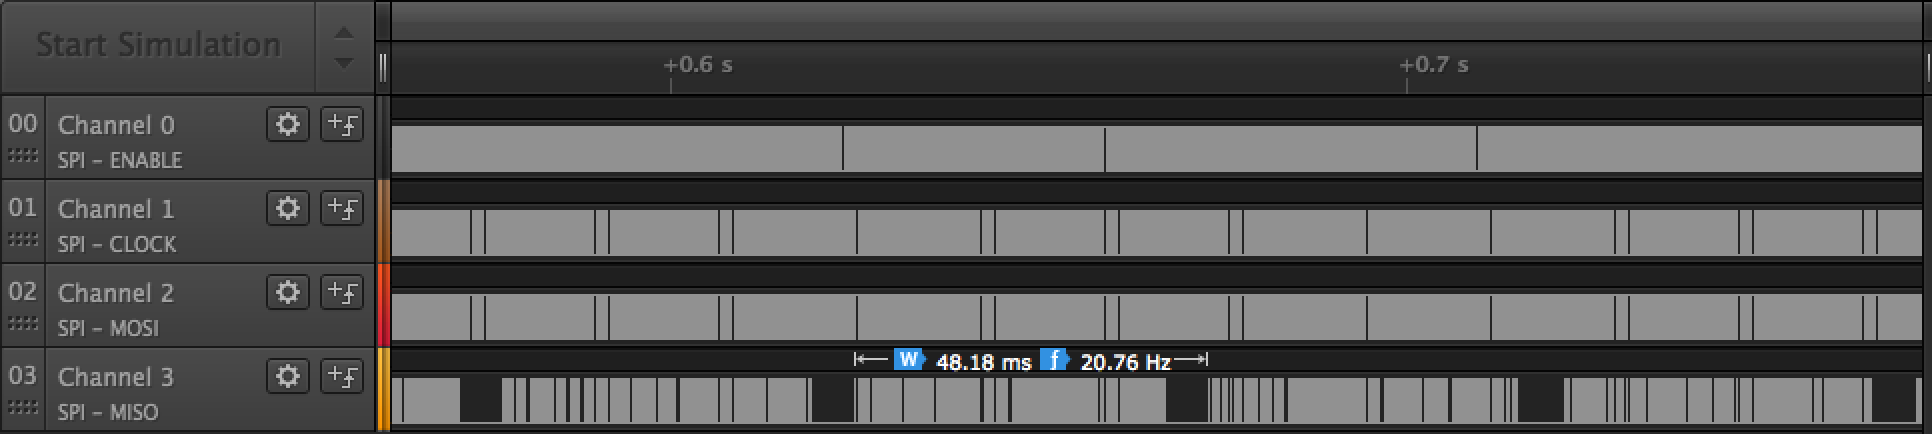 Start Simulation
+0.6 s
+0.7 s
00
Channel 0
SPI – ENABLE
01
Channel 1
SPI – CLOCK
02
Channel 2
SPI – MOSI
W 48.18 ms f 20.76 Hz
03
Channel 3
SPI – MISO